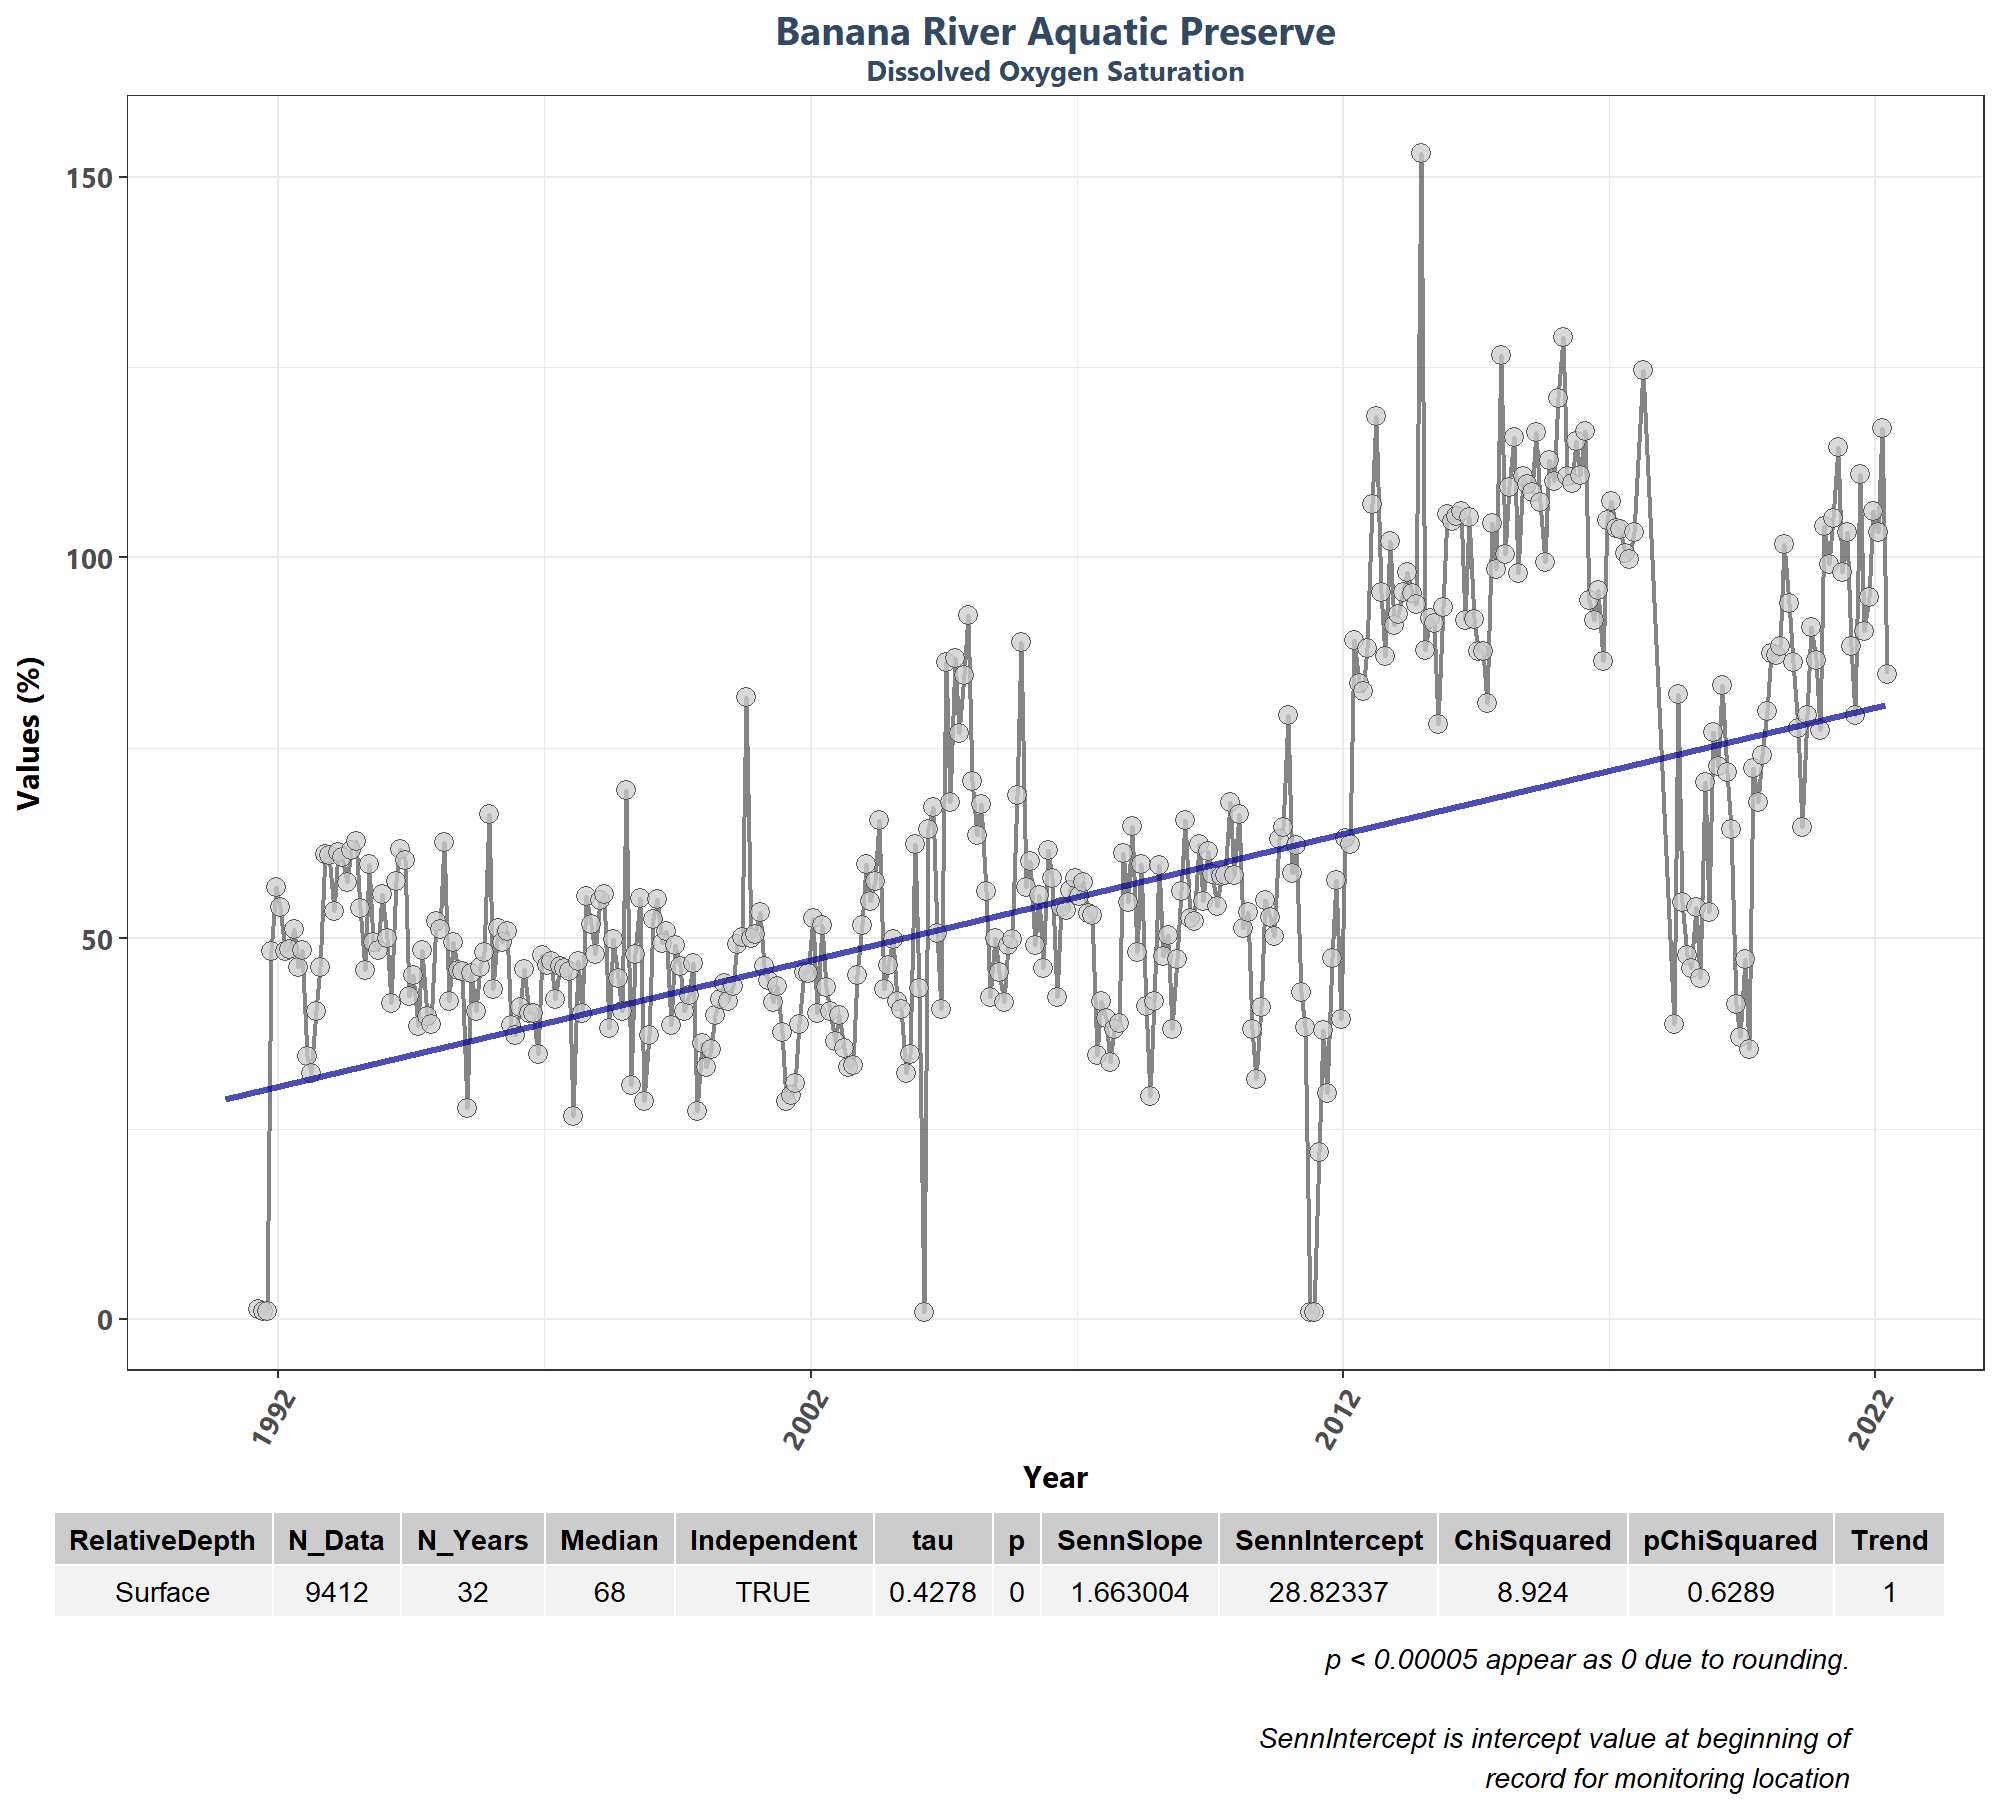 Banana River Aquatic Preserve
Dissolved Oxygen Saturation
Values (%)
150
100
50
0
1992 2002 2012 2022
Year
RelativeDepth N_Data N_Years Median Independent tau p SennSlope SennIntercept ChiSquared pChiSquared Trend
Surface 9412 32 68 TRUE 0.4278 0 1.663004 28.82337 8.924 0.6289 1
p < 0.00005 appear as 0 due to rounding.
SennIntercept is intercept value at beginning of
record for monitoring location